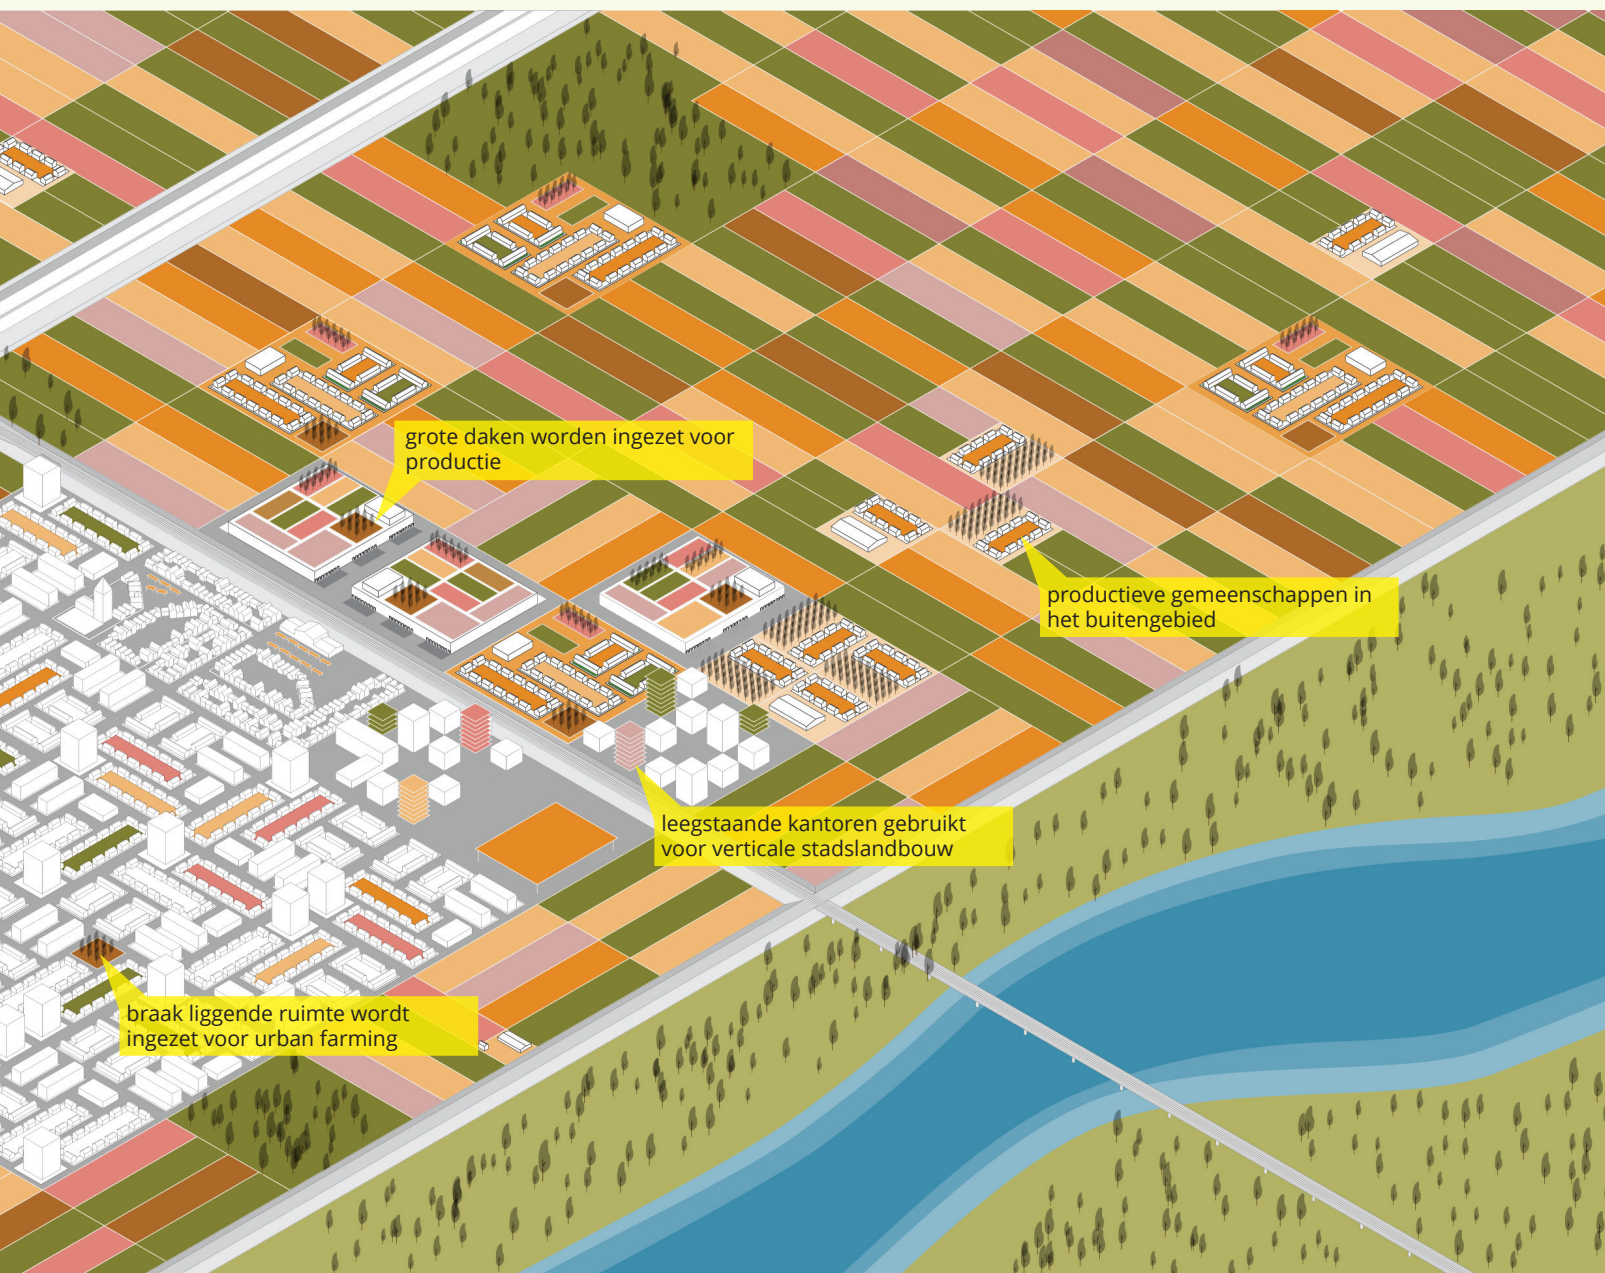 grote daken worden ingezet voor
productie
productieve gemeenschappen in
het buitengebied
leegstaande kantoren gebruikt
voor verticale stadslandbouw
braak liggende ruimte wordt
ingezet voor urban farming